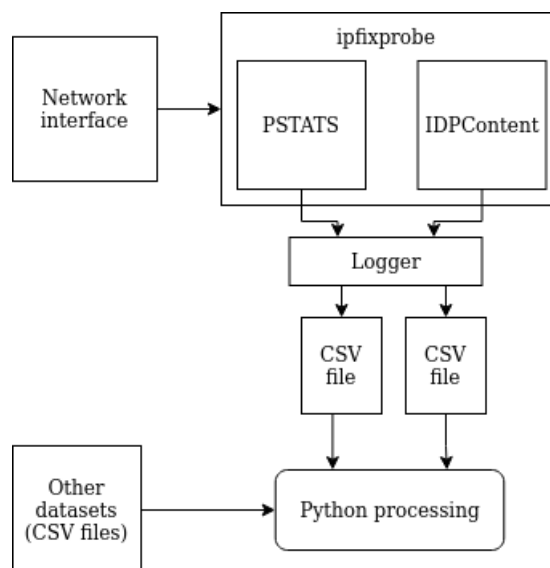 ipfixprobe
Network
interface
PSTATS
IDPContent
Logger
CSV
file
CSV
file
Other
datasets
(CSV files)
Python processing